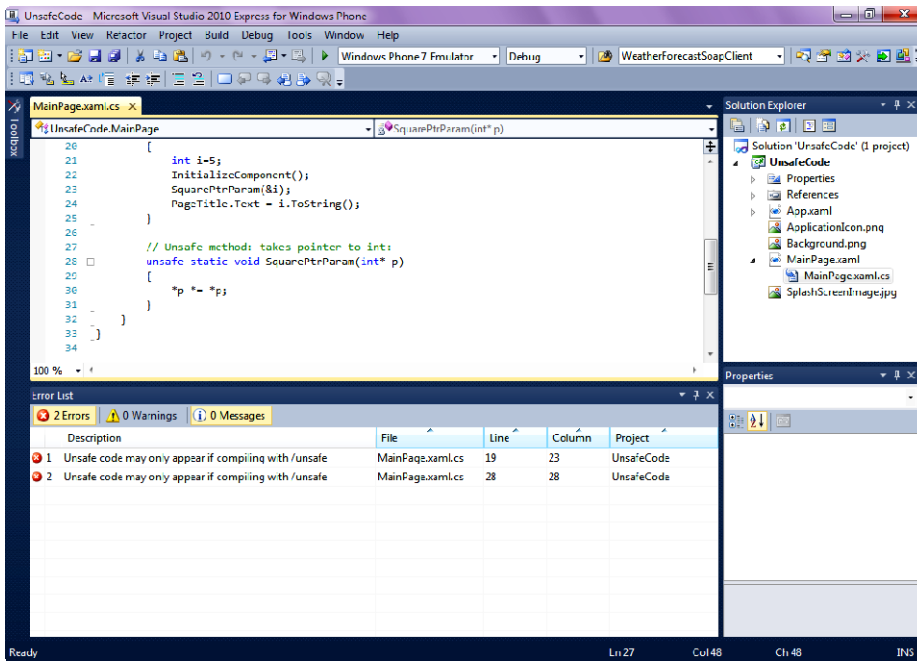 UnsafeCode Microsoft Visual Studio 2010 Express for Windows Phone
File Edit View Refactor Project Build Debug Tools Window Help
Windows Phone 7 Emulator Debug WeatherForecastSoapClient
Toolbox
MainPage.xaml.cs X
UnsafeCode.MainPage SquarePtrParam(int* p)
20 {
21 int i=5;
22 InitializeComponent();
23 SquarePtrParam(&i);
24 PageTitle.Text = i.ToString();
25 }
26
27 // Unsafe method: takes pointer to int:
28 unsafe static void SquarePtrParam(int* p)
29 {
30 *p *= *p;
31 }
32 }
33 }
34
100 %
Solution Explorer
Solution 'UnsafeCode' (1 project)
UnsafeCode
Properties
References
App.xaml
ApplicationIcon.png
Background.png
MainPage.xaml
MainPage.xaml.cs
SplashScreenImage.jpg
Properties
Error List
2 Errors 0 Warnings 0 Messages
Description File Line Column Project
1 Unsafe code may only appear if compiling with /unsafe MainPage.xaml.cs 19 23 UnsafeCode
2 Unsafe code may only appear if compiling with /unsafe MainPage.xaml.cs 28 28 UnsafeCode
Ready Ln 27 Col 48 Ch 48 INS